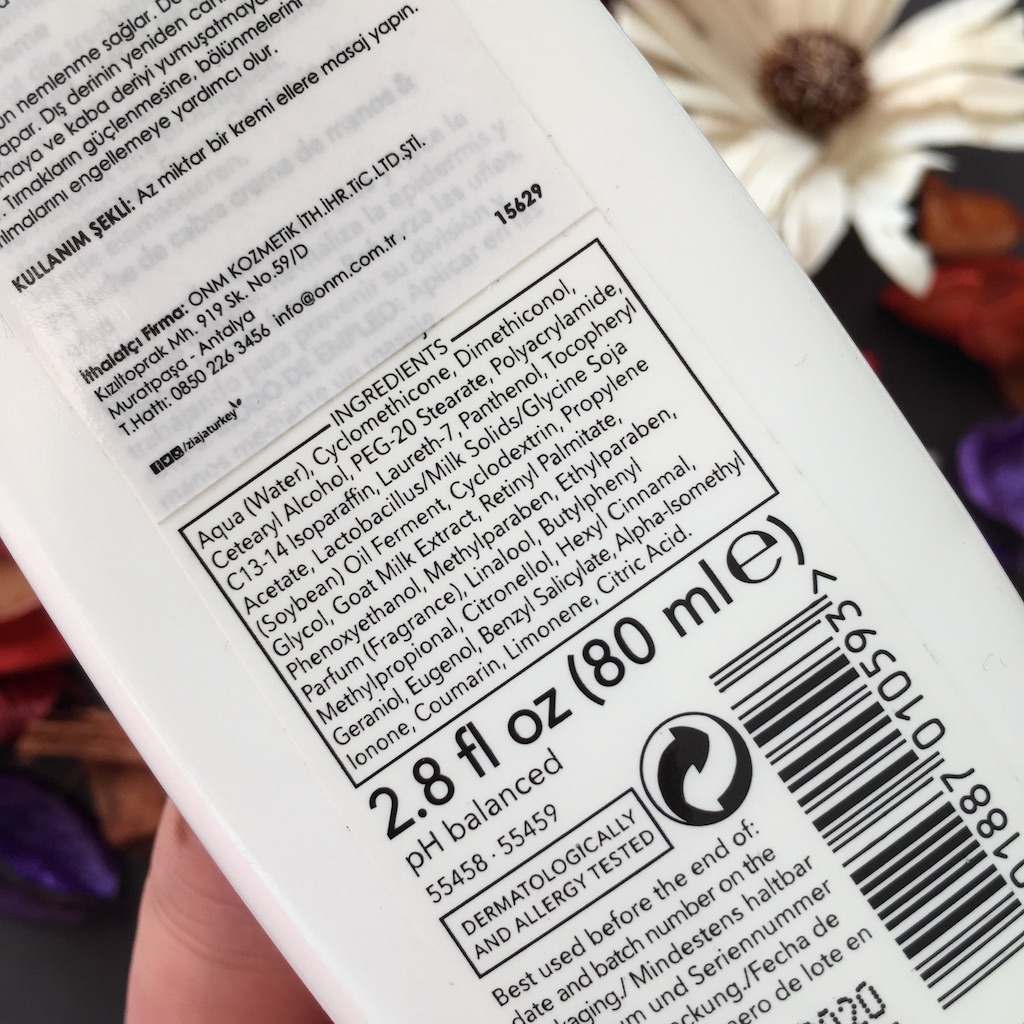 ün nemlenme sağlar.
apar. Dış derinin yeniden
maya ve kaba deriyi yumuşatmaya
. Tırnakların güçlenmesine, bölünmelerini
rılmalarını engellemeye yardımcı olur.
KULLANIM ŞEKLİ: Az miktar bir kremi ellere masaj yapın.
İthalatçı Firma: ONM KOZMETİK İTH.İHR.TİC.LTD.ŞTİ.
Kızıltoprak Mh. 919 Sk. No.59/D
Muratpaşa - Antalya
T.Hattı: 0850 226 3456 info@onm.com.tr ,
15629
/ziajaturkey
INGREDIENTS
Aqua (Water), Cyclomethicone, Dimethiconol,
Cetearyl Alcohol, PEG-20 Stearate, Polyacrylamide,
C13-14 Isoparaffin, Laureth-7, Panthenol, Tocopheryl
Acetate, Lactobacillus/Milk Solids/Glycine Soja
(Soybean) Oil Ferment, Cyclodextrin, Propylene
Glycol, Goat Milk Extract, Retinyl Palmitate,
Phenoxyethanol, Methylparaben, Ethylparaben,
Parfum (Fragrance), Linalool, Butylphenyl
Methylpropional, Citronellol, Hexyl Cinnamal,
Geraniol, Eugenol, Benzyl Salicylate, Alpha-Isomethyl
Ionone, Coumarin, Limonene, Citric Acid.
2.8 fl oz (80 ml ℮)
pH balanced
55458 · 55459
DERMATOLOGICALLY
AND ALLERGY TESTED
Best used before the end of:
date and batch number on the
kaging./ Mindestens haltbar
um und Seriennummer
ckung./Fecha de
ero de lote en
2020
01887 010593 >